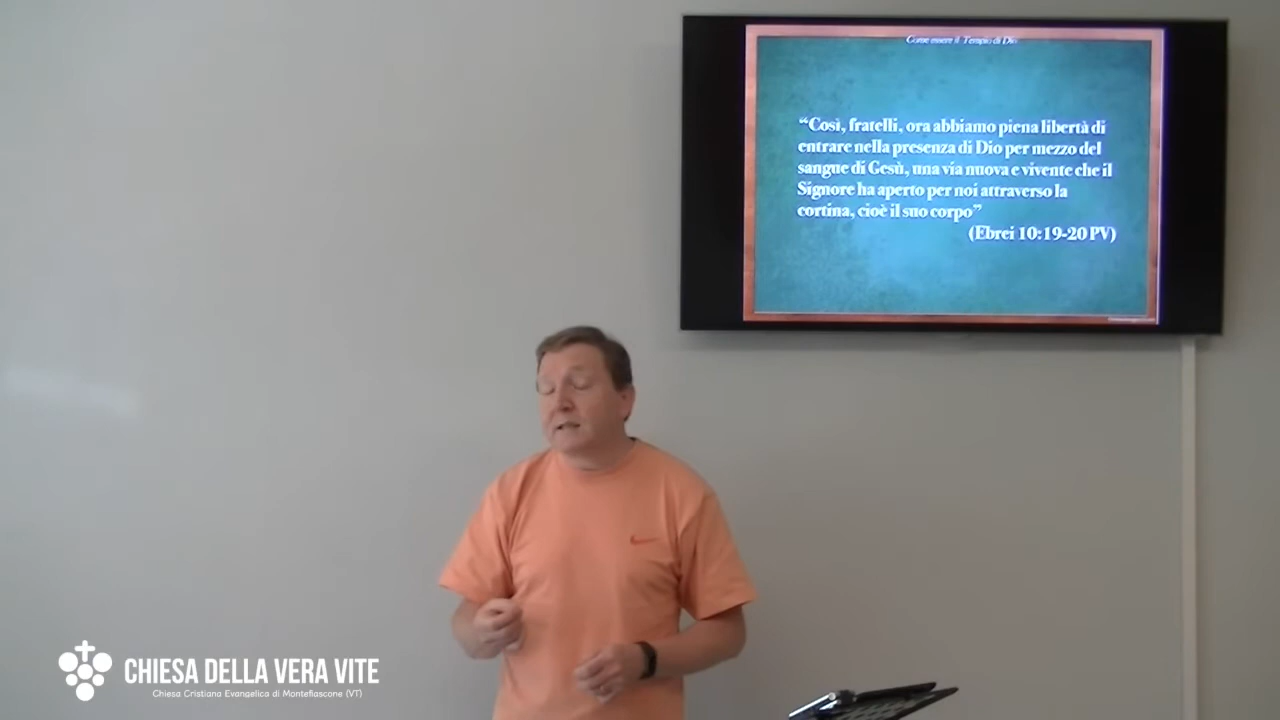 Come essere il Tempio di Dio
“Così, fratelli, ora abbiamo piena libertà di
entrare nella presenza di Dio per mezzo del
sangue di Gesù, una via nuova e vivente che il
Signore ha aperto per noi attraverso la
cortina, cioè il suo corpo”
(Ebrei 10:19-20 PV)
CHIESA DELLA VERA VITE
Chiesa Cristiana Evangelica di Montefiascone (VT)